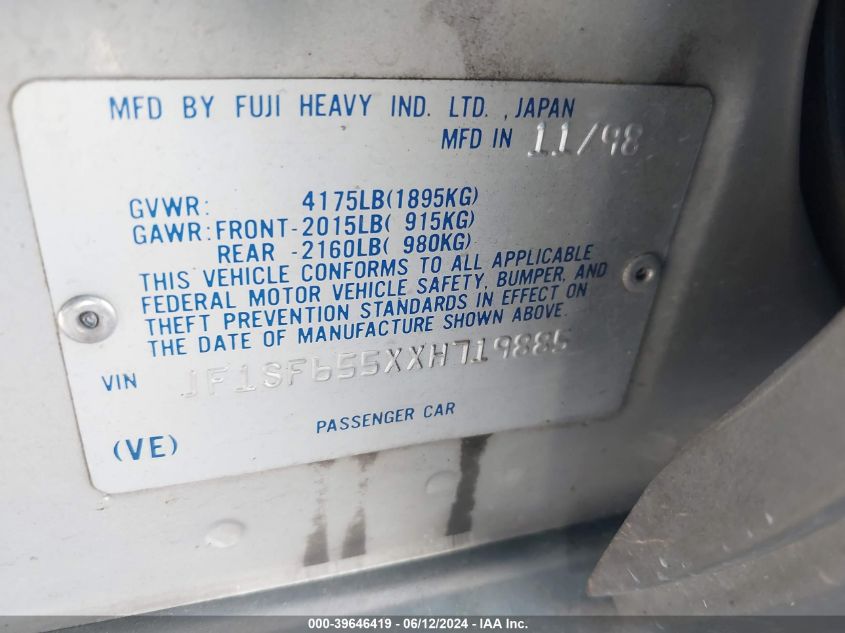 MFD BY FUJI HEAVY IND. LTD. , JAPAN
MFD IN 11/98
GVWR: 4175LB(1895KG)
GAWR:FRONT-2015LB( 915KG)
REAR -2160LB( 980KG)
THIS VEHICLE CONFORMS TO ALL APPLICABLE
FEDERAL MOTOR VEHICLE SAFETY, BUMPER, AND
THEFT PREVENTION STANDARDS IN EFFECT ON
THE DATE OF MANUFACTURE SHOWN ABOVE.
VIN JF1SF655XXH719885
PASSENGER CAR
(VE)
000-39646419 - 06/12/2024 - IAA Inc.